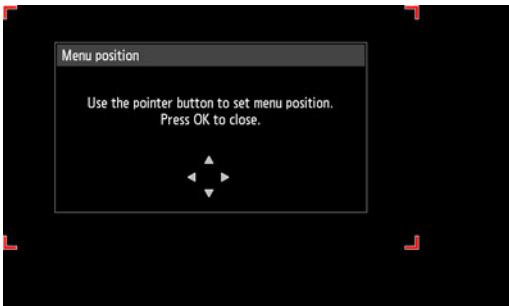 Menu position
Use the pointer button to set menu position.
Press OK to close.